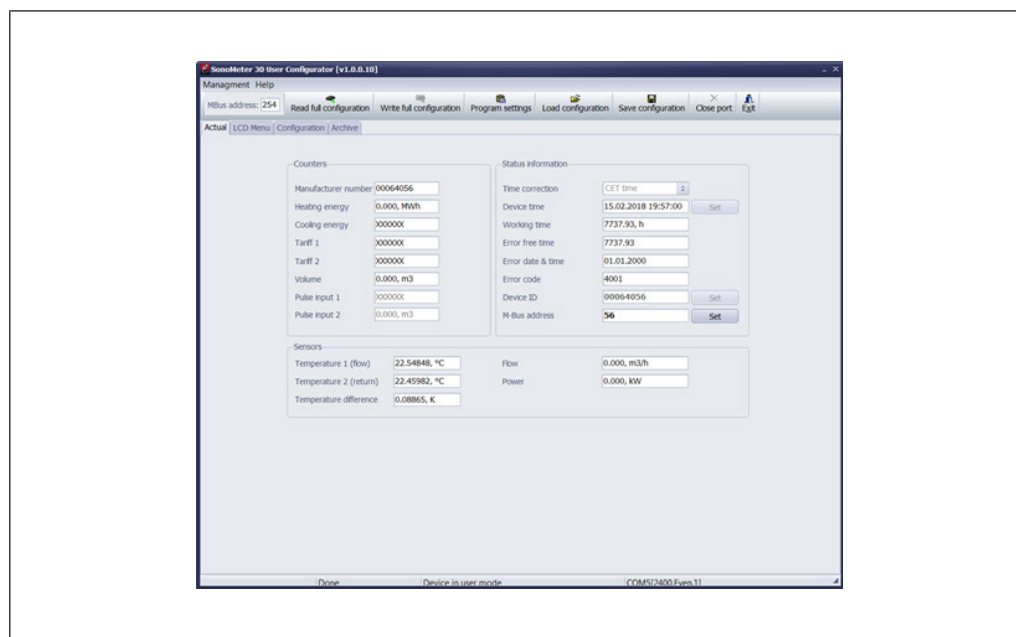 SonoMeter 30 User Configurator [v1.0.0.10]
Managment Help
MBus address: 254 Read full configuration Write full configuration Program settings Load configuration Save configuration Close port Exit
Actual LCD Menu Configuration Archive
Counters
Manufacturer number 00064056
Heating energy 0.000, MWh
Cooling energy XXXXXX
Tariff 1 XXXXXX
Tariff 2 XXXXXX
Volume 0.000, m3
Pulse input 1 XXXXXX
Pulse input 2 0.000, m3
Status information
Time correction CET time
Device time 15.02.2018 19:57:00 Set
Working time 7737.93, h
Error free time 7737.93
Error date & time 01.01.2000
Error code 4001
Device ID 00064056 Set
M-Bus address 56 Set
Sensors
Temperature 1 (flow) 22.54848, °C
Temperature 2 (return) 22.45982, °C
Temperature difference 0.08865, K
Flow 0.000, m3/h
Power 0.000, kW
Done Device in user mode COM5[2400,Even,1]